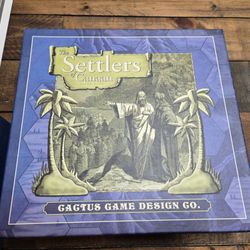 The
Settlers
of Canaan
CACTUS GAME DESIGN CO.